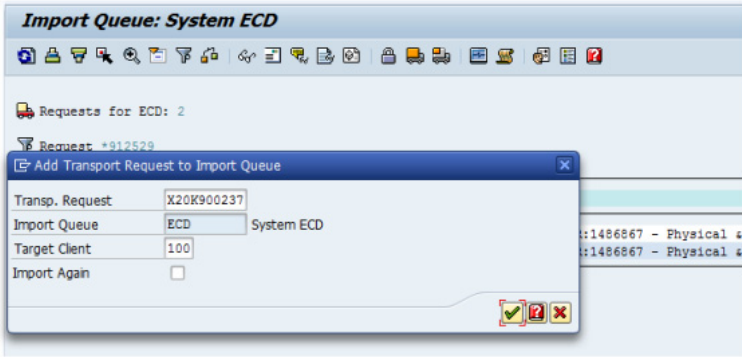 Import Queue: System ECD
Requests for ECD: 2
Request *912529
Add Transport Request to Import Queue
Transp. Request X20K900237
Import Queue ECD System ECD
Target Client 100
Import Again
:1486867 - Physical &
:1486867 - Physical &